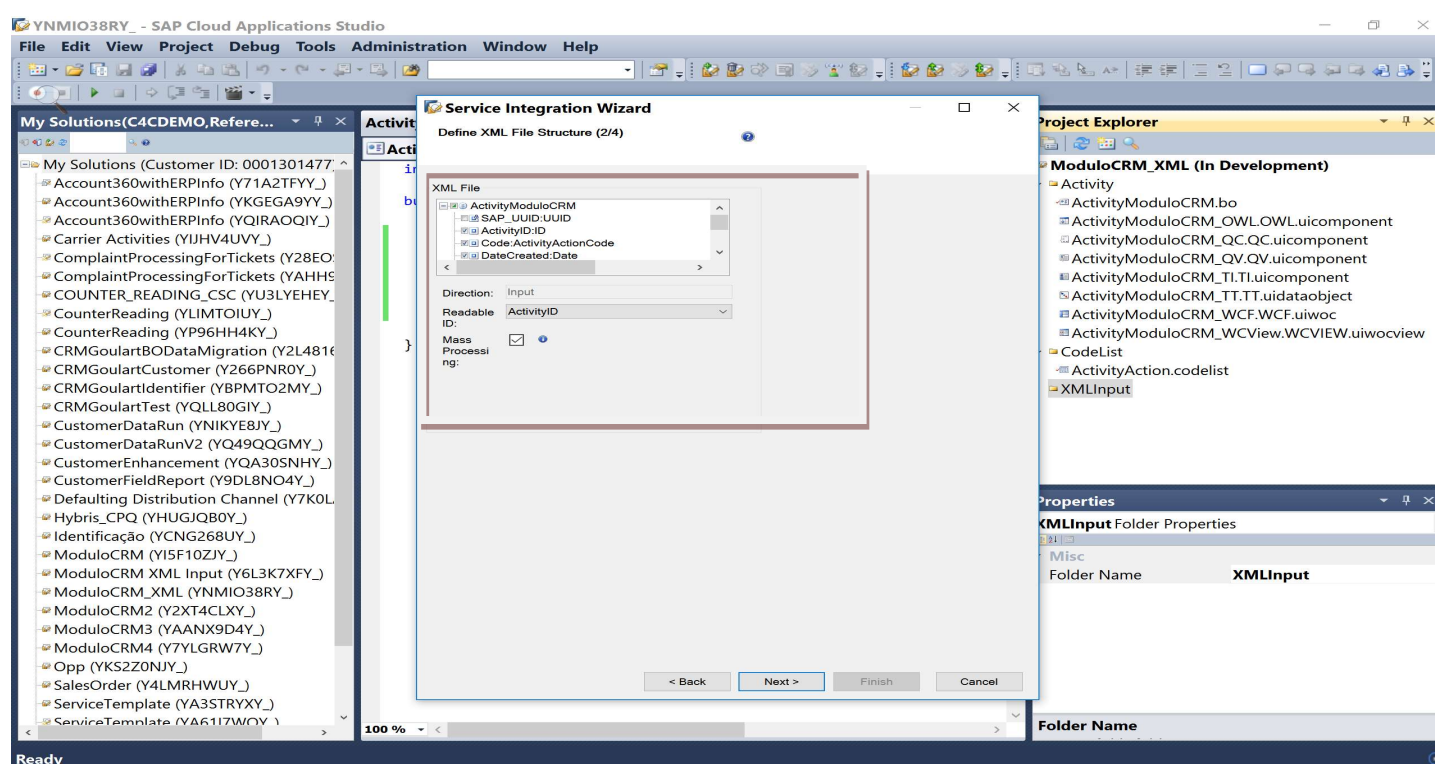 YNMIO38RY_ - SAP Cloud Applications Studio
File Edit View Project Debug Tools Administration Window Help
My Solutions(C4CDEMO,Refere...
My Solutions (Customer ID: 0001301477
Account360withERPInfo (Y71A2TFYY_)
Account360withERPInfo (YKGEGA9YY_)
Account360withERPInfo (YQIRAOQIY_)
Carrier Activities (YIJHV4UVY_)
ComplaintProcessingForTickets (Y28EO
ComplaintProcessingForTickets (YAHH9
COUNTER_READING_CSC (YU3LYEHEY_
CounterReading (YLIMTOIUY_)
CounterReading (YP96HH4KY_)
CRMGoulartBODataMigration (Y2L4816
CRMGoulartCustomer (Y266PNR0Y_)
CRMGoulartIdentifier (YBPMTO2MY_)
CRMGoulartTest (YQLL80GIY_)
CustomerDataRun (YNIKYE8JY_)
CustomerDataRunV2 (YQ49QQGMY_)
CustomerEnhancement (YQA30SNHY_)
CustomerFieldReport (Y9DL8NO4Y_)
Defaulting Distribution Channel (Y7K0L
Hybris_CPQ (YHUGJQB0Y_)
Identificação (YCNG268UY_)
ModuloCRM (YI5F10ZJY_)
ModuloCRM XML Input (Y6L3K7XFY_)
ModuloCRM_XML (YNMIO38RY_)
ModuloCRM2 (Y2XT4CLXY_)
ModuloCRM3 (YAANX9D4Y_)
ModuloCRM4 (Y7YLGRW7Y_)
Opp (YKS2Z0NJY_)
SalesOrder (Y4LMRHWUY_)
ServiceTemplate (YA3STRYXY_)
ServiceTemplate (YA61I7WOY_)
Ready
Activit
Acti
}
100 %
Service Integration Wizard
Define XML File Structure (2/4)
XML File
ActivityModuloCRM
SAP_UUID:UUID
ActivityID:ID
Code:ActivityActionCode
DateCreated:Date
Direction: Input
Readable ID: ActivityID
Mass
Processi
ng:
< Back Next > Finish Cancel
Project Explorer
ModuloCRM_XML (In Development)
Activity
ActivityModuloCRM.bo
ActivityModuloCRM_OWL.OWL.uicomponent
ActivityModuloCRM_QC.QC.uicomponent
ActivityModuloCRM_QV.QV.uicomponent
ActivityModuloCRM_TI.TI.uicomponent
ActivityModuloCRM_TT.TT.uidataobject
ActivityModuloCRM_WCF.WCF.uiwoc
ActivityModuloCRM_WCView.WCVIEW.uiwocview
CodeList
ActivityAction.codelist
XMLInput
Properties
XMLInput Folder Properties
Misc
Folder Name XMLInput
Folder Name